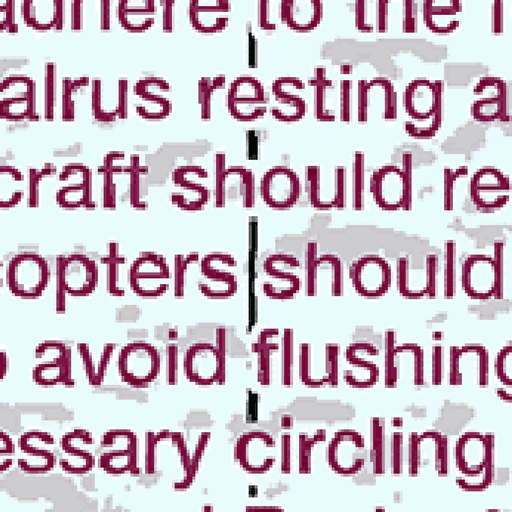 adhere to the
alrus resting a
craft should re
copters should
avoid flushing
essary circling